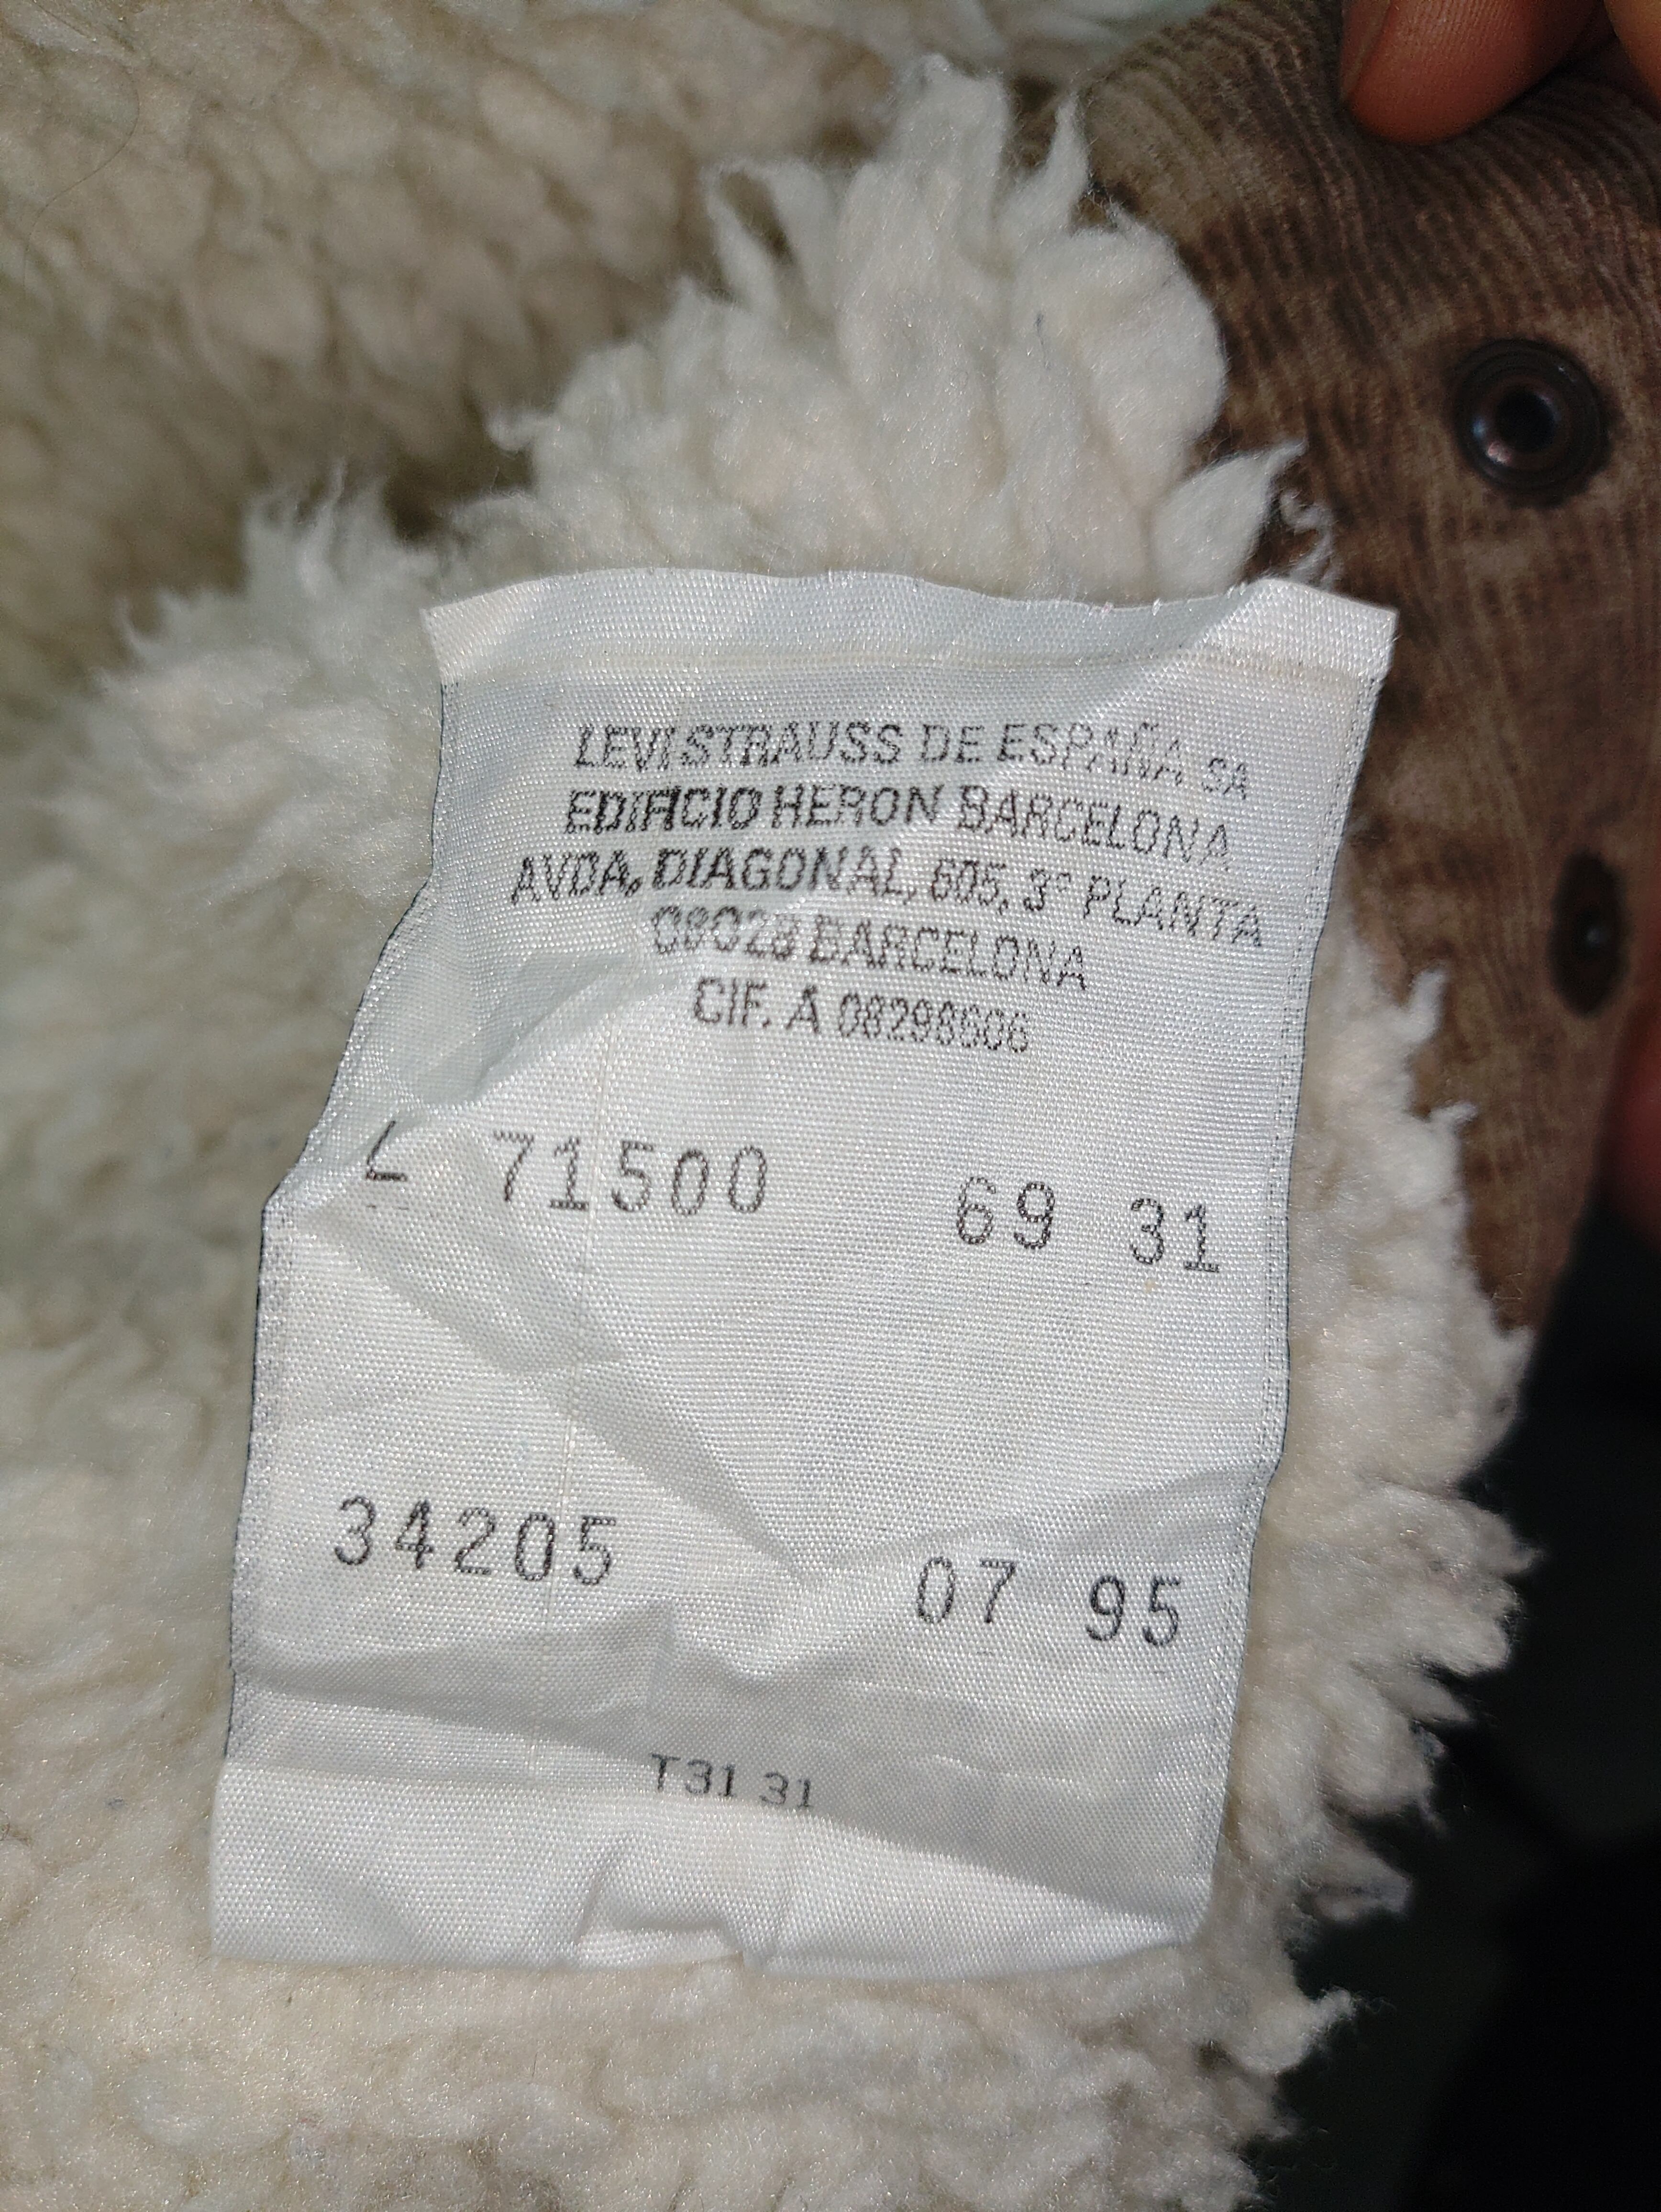 LEVI STRAUSS DE ESPAÑA SA
EDIFICIO HERON BARCELONA
AVDA, DIAGONAL, 605, 3º PLANTA
08028 BARCELONA
CIF. A 08298606
L 71500 69 31
34205 07 95
T31 31